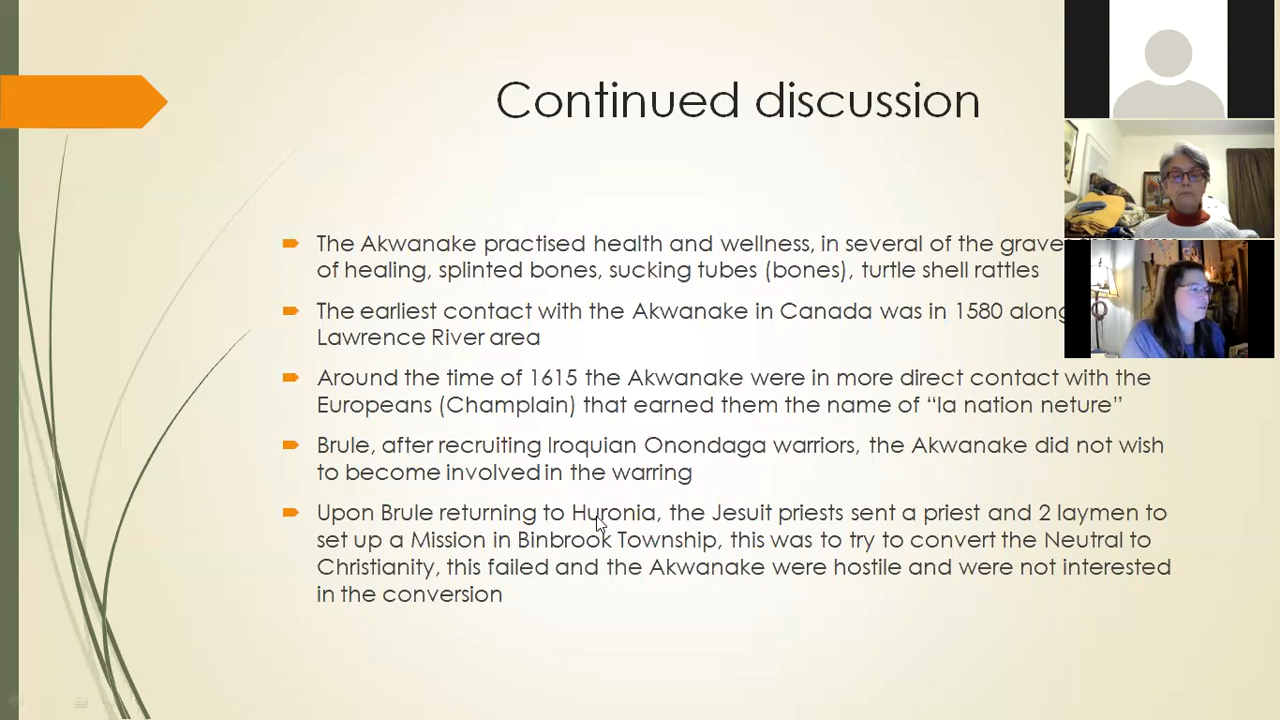 Continued discussion
The Akwanake practised health and wellness, in several of the grave
of healing, splinted bones, sucking tubes (bones), turtle shell rattles
The earliest contact with the Akwanake in Canada was in 1580 along
Lawrence River area
Around the time of 1615 the Akwanake were in more direct contact with the
Europeans (Champlain) that earned them the name of “la nation neture”
Brule, after recruiting Iroquian Onondaga warriors, the Akwanake did not wish
to become involved in the warring
Upon Brule returning to Huronia, the Jesuit priests sent a priest and 2 laymen to
set up a Mission in Binbrook Township, this was to try to convert the Neutral to
Christianity, this failed and the Akwanake were hostile and were not interested
in the conversion